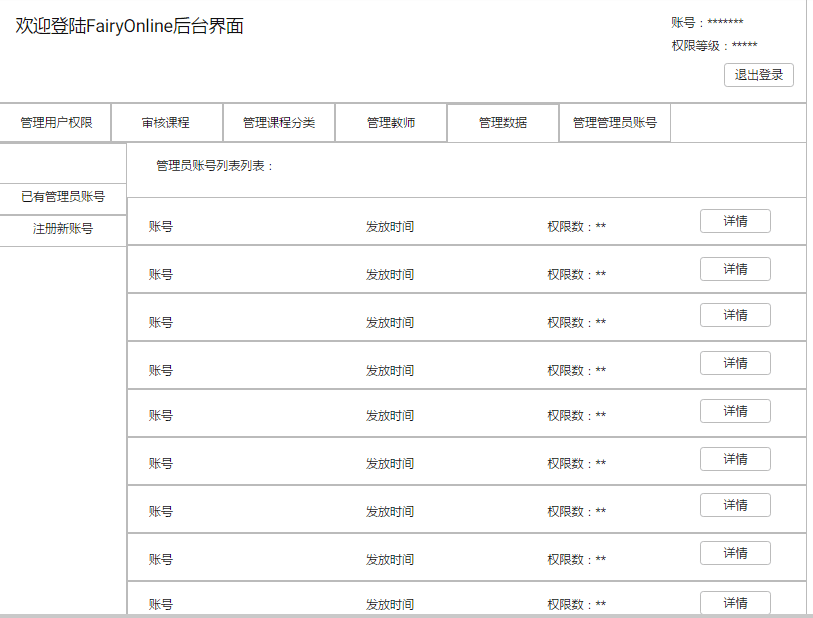 欢迎登陆FairyOnline后台界面
账号：*******
权限等级：*****
退出登录
管理用户权限 审核课程 管理课程分类 管理教师 管理数据 管理管理员账号
管理员账号列表列表：
已有管理员账号
注册新账号
账号 发放时间 权限数：** 详情
账号 发放时间 权限数：** 详情
账号 发放时间 权限数：** 详情
账号 发放时间 权限数：** 详情
账号 发放时间 权限数：** 详情
账号 发放时间 权限数：** 详情
账号 发放时间 权限数：** 详情
账号 发放时间 权限数：** 详情
账号 发放时间 权限数：** 详情